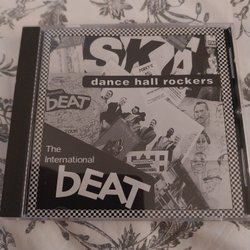 SKA
dance hall rockers
bEAT
The
International
bEAT